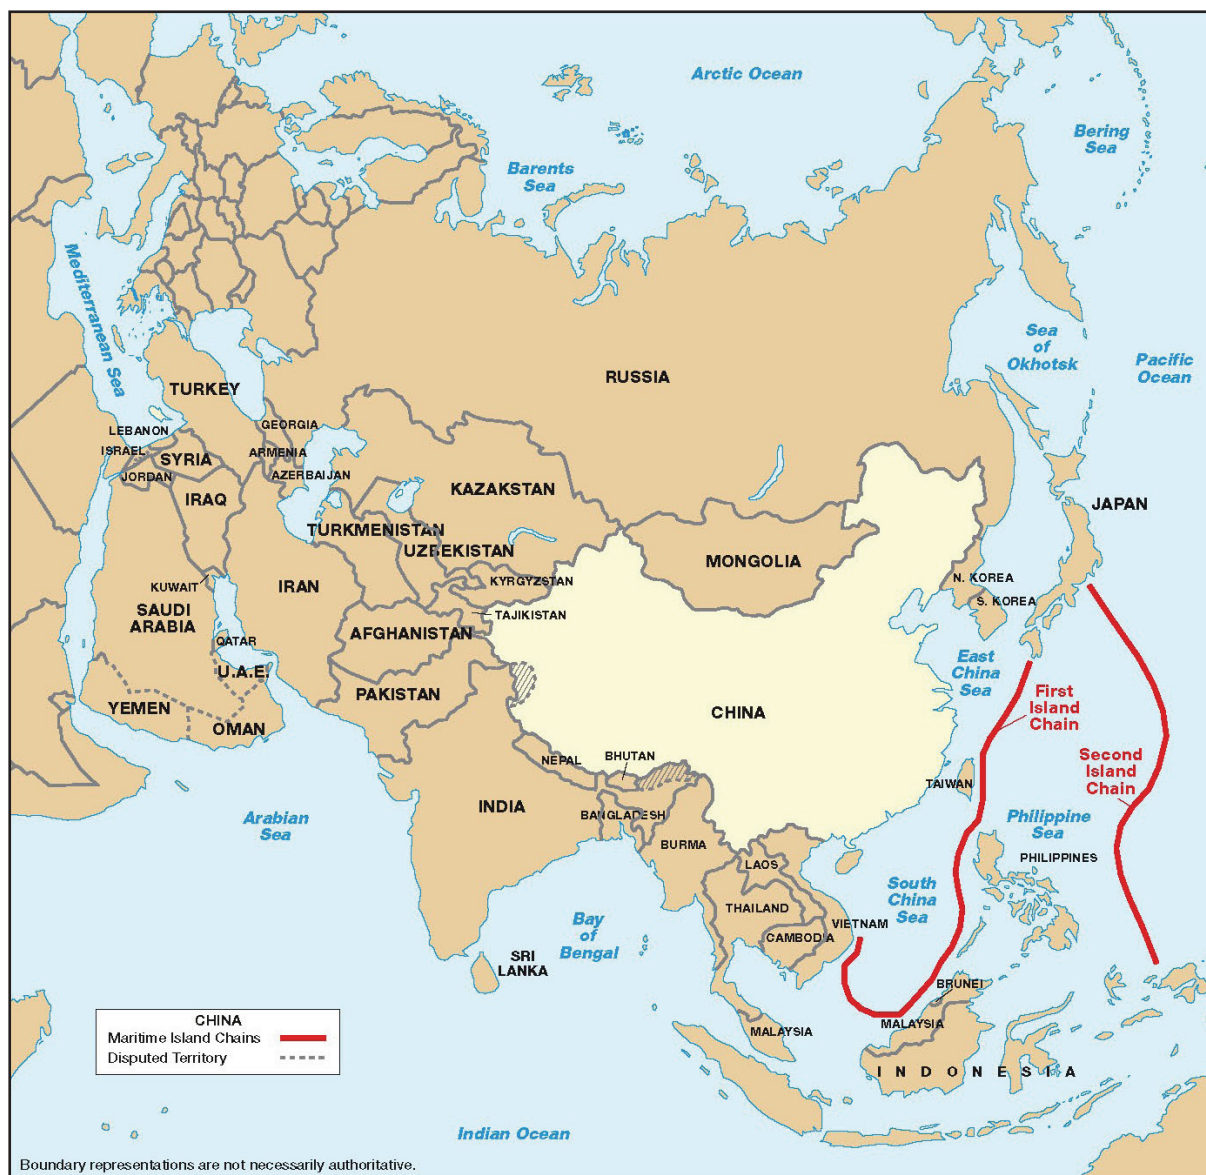 Arctic Ocean
Bering
Sea
Barents
Sea
Mediterranean Sea
Sea
of
Okhotsk
Pacific
Ocean
RUSSIA
TURKEY
GEORGIA
LEBANON
ARMENIA
ISRAEL
SYRIA
AZERBAIJAN
JORDAN
IRAQ
KAZAKSTAN
JAPAN
TURKMENISTAN
UZBEKISTAN
MONGOLIA
KYRGYZSTAN
N. KOREA
KUWAIT
IRAN
S. KOREA
SAUDI
ARABIA
TAJIKISTAN
AFGHANISTAN
QATAR
U.A.E.
East
China
Sea
PAKISTAN
First
Island
Chain
YEMEN
CHINA
OMAN
NEPAL
BHUTAN
Second
Island
Chain
TAIWAN
INDIA
BANGLADESH
Arabian
Sea
Philippine
Sea
BURMA
PHILIPPINES
LAOS
South
China
Sea
THAILAND
VIETNAM
Bay
of
Bengal
CAMBODIA
SRI
LANKA
BRUNEI
MALAYSIA
MALAYSIA
INDONESIA
CHINA
Maritime Island Chains
Disputed Territory
Indian Ocean
Boundary representations are not necessarily authoritative.